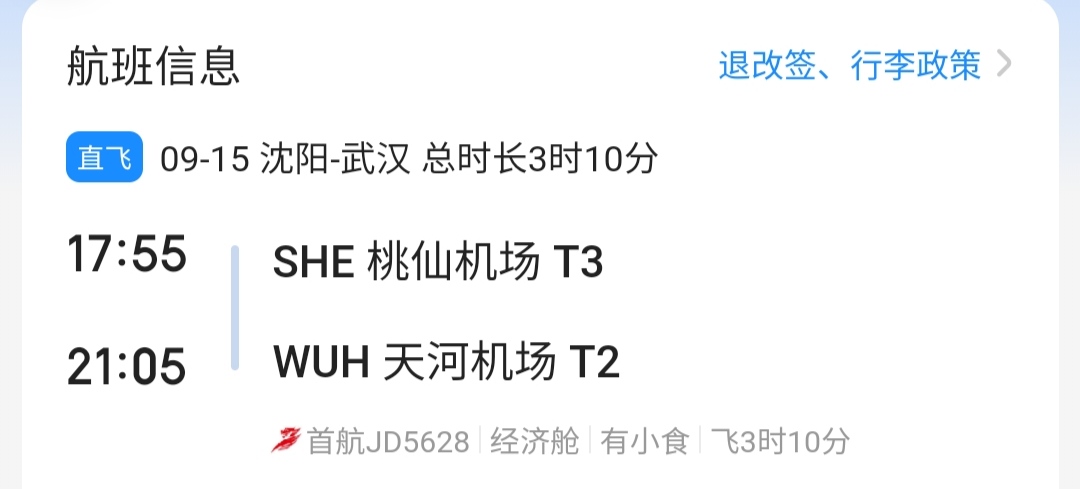 航班信息 退改签、行李政策
直飞 09-15 沈阳-武汉 总时长3时10分
17:55 SHE 桃仙机场 T3
21:05 WUH 天河机场 T2
首航JD5628 经济舱 有小食 飞3时10分